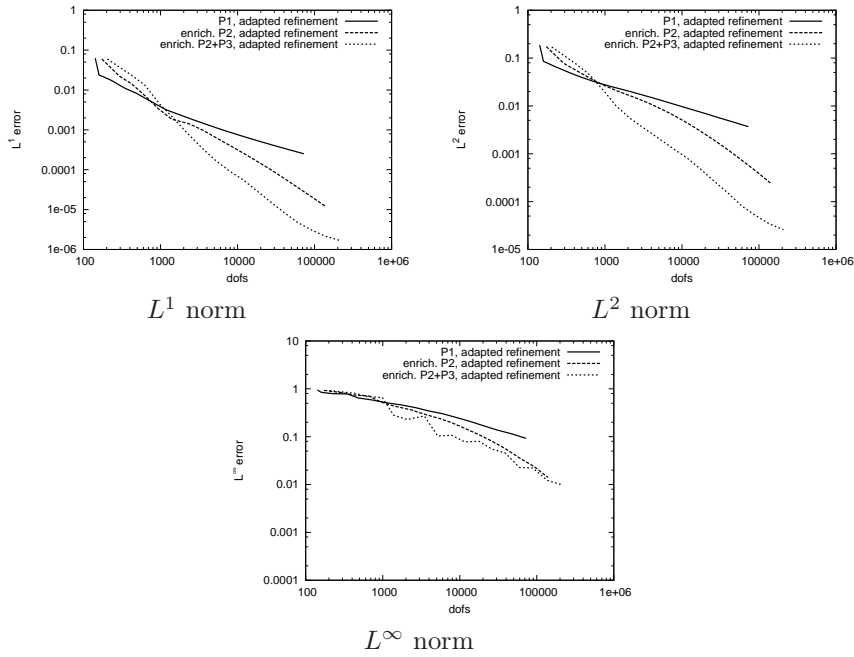 P1, adapted refinement
enrich. P2, adapted refinement
enrich. P2+P3, adapted refinement
1
0.1
0.01
0.001
0.0001
1e-05
1e-06
L^1 error
100
1000
10000
100000
1e+06
dofs
L^1 norm
P1, adapted refinement
enrich. P2, adapted refinement
enrich. P2+P3, adapted refinement
1
0.1
0.01
0.001
0.0001
1e-05
L^2 error
100
1000
10000
100000
1e+06
dofs
L^2 norm
P1, adapted refinement
enrich. P2, adapted refinement
enrich. P2+P3, adapted refinement
10
1
0.1
0.01
0.001
0.0001
L^∞ error
100
1000
10000
100000
1e+06
dofs
L^∞ norm